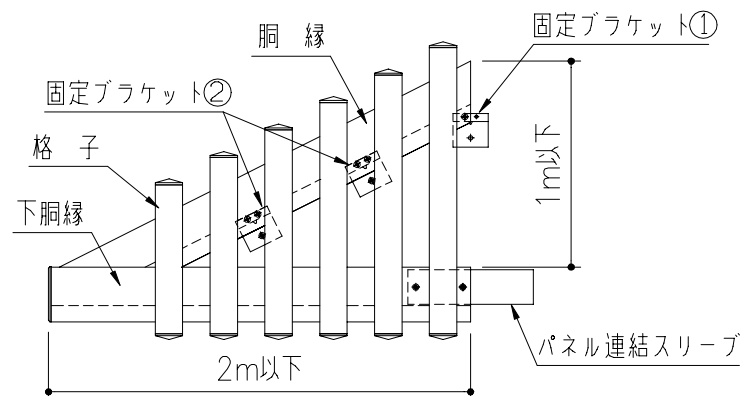 固定ブラケット①
胴 縁
固定ブラケット②
格 子
下胴縁
1m以下
パネル連結スリーブ
2m以下